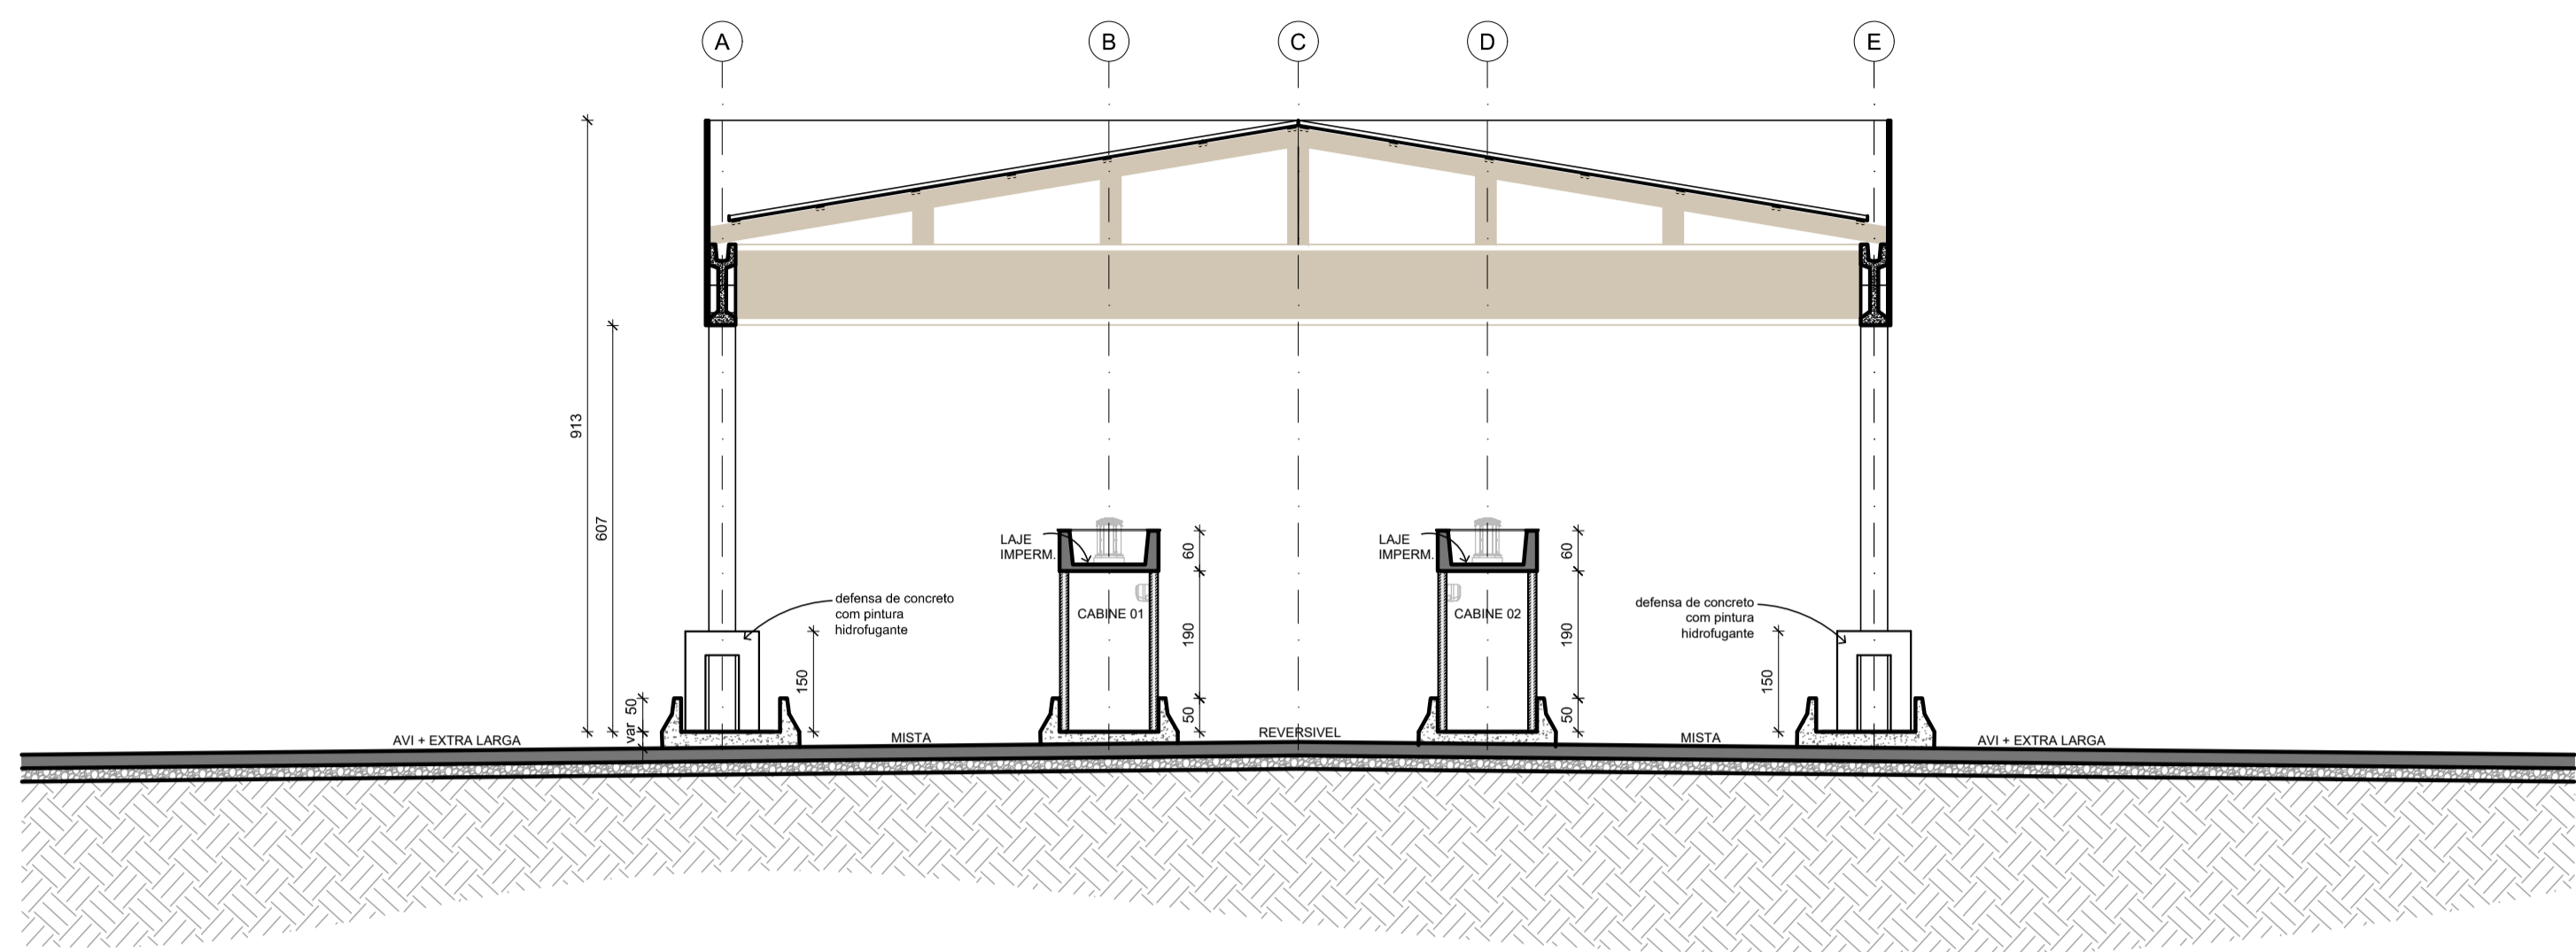 A
B
C
D
E
913
607
LAJE
IMPERM.
60
LAJE
IMPERM.
60
defensa de concreto
com pintura
hidrofugante
CABINE 01
190
CABINE 02
190
defensa de concreto
com pintura
hidrofugante
150
150
50
var
50
50
AVI + EXTRA LARGA
MISTA
REVERSIVEL
MISTA
AVI + EXTRA LARGA